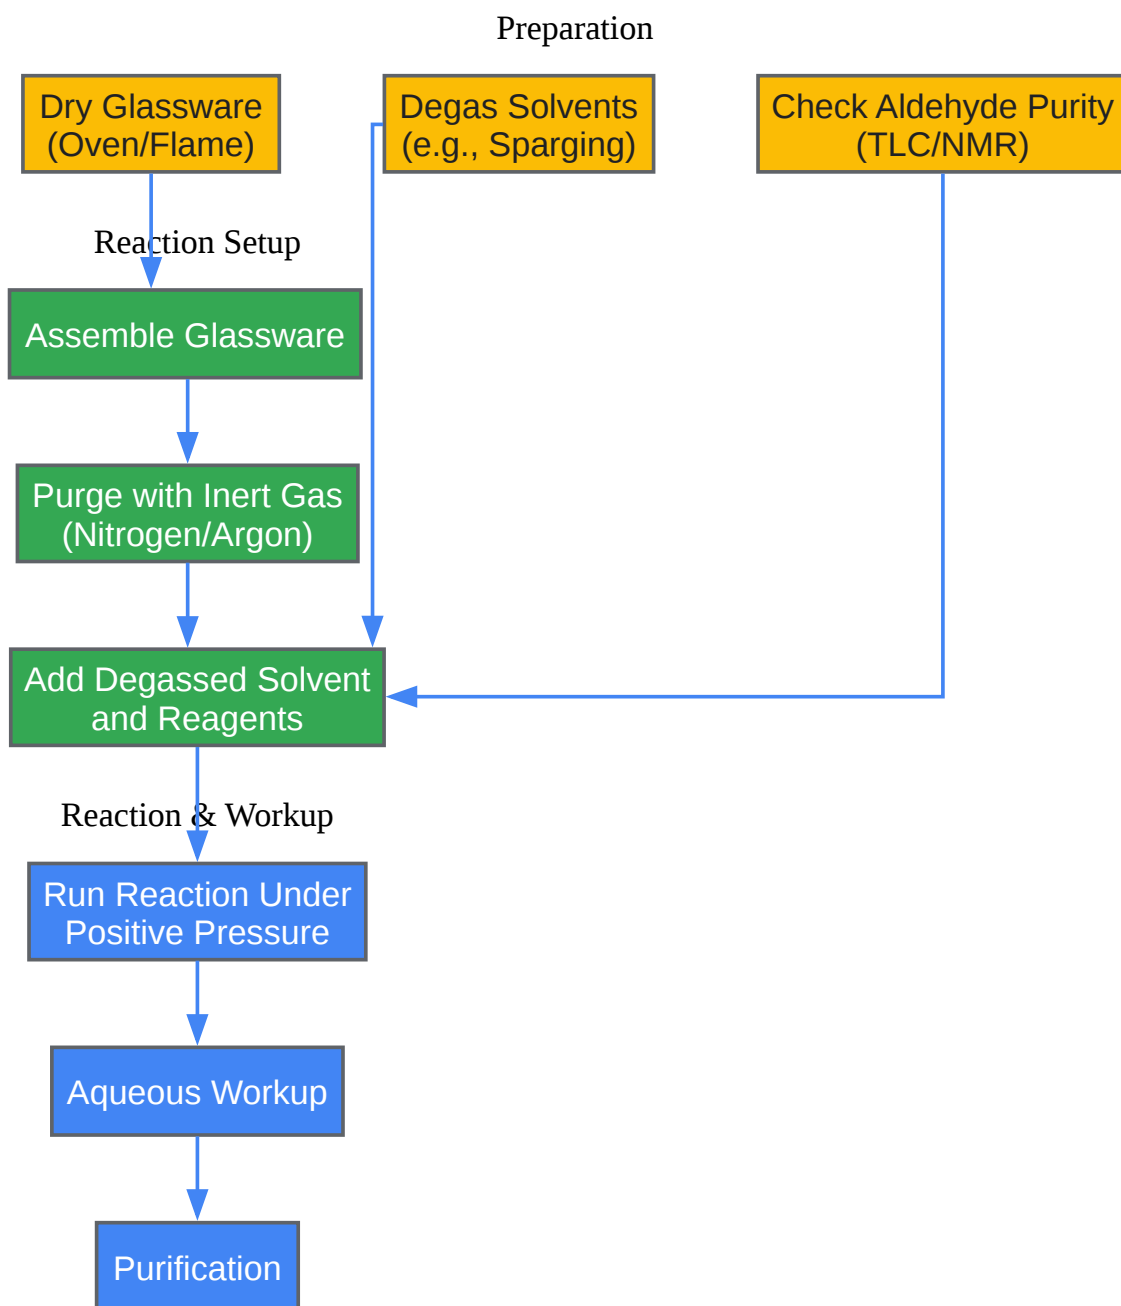 Preparation
Dry Glassware
(Oven/Flame)
Degas Solvents
(e.g., Sparging)
Check Aldehyde Purity
(TLC/NMR)
Reaction Setup
Assemble Glassware
Purge with Inert Gas
(Nitrogen/Argon)
Add Degassed Solvent
and Reagents
Reaction & Workup
Run Reaction Under
Positive Pressure
Aqueous Workup
Purification